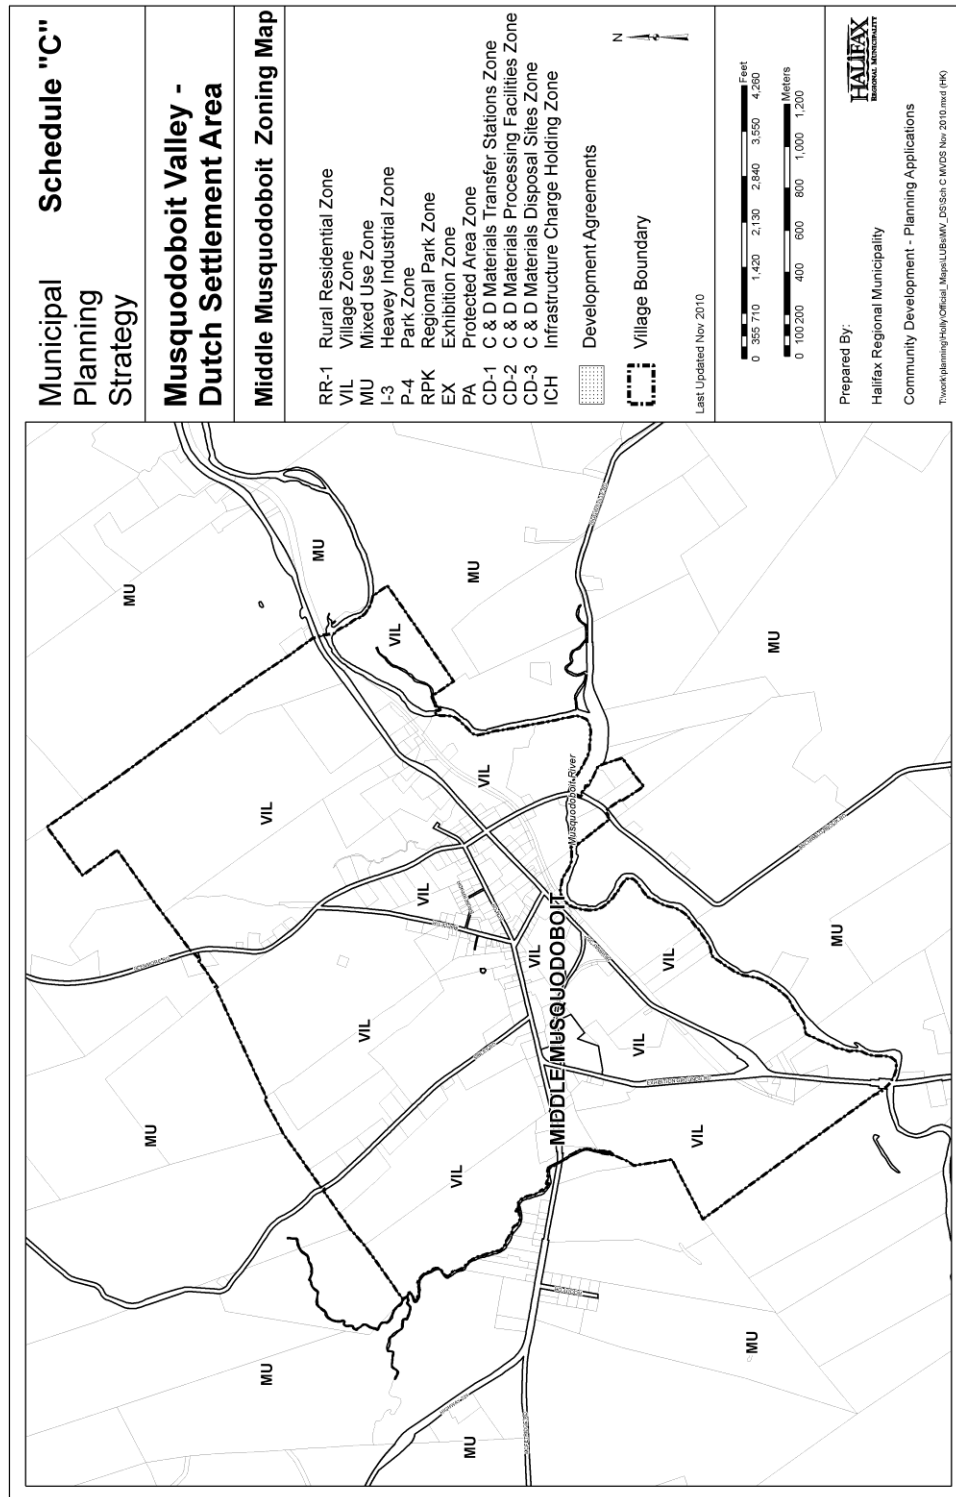 Municipal Schedule "C"
Planning
Strategy
Musquodoboit Valley -
Dutch Settlement Area
Middle Musquodoboit Zoning Map
RR-1 Rural Residential Zone
VIL Village Zone
MU Mixed Use Zone
I-3 Heavey Industrial Zone
P-4 Park Zone
RPK Regional Park Zone
EX Exhibition Zone
PA Protected Area Zone
CD-1 C & D Materials Transfer Stations Zone
CD-2 C & D Materials Processing Facilities Zone
CD-3 C & D Materials Disposal Sites Zone
ICH Infrastructure Charge Holding Zone
Development Agreements
Village Boundary
N
Last Updated Nov 2010
0 355 710 1,420 2,130 2,840 3,550 4,260
Feet
0 100 200 400 600 800 1,000 1,200
Meters
Prepared By:
HALIFAX
REGIONAL MUNICIPALITY
Halifax Regional Municipality
Community Development - Planning Applications
MU
MU
MU
MU
MU
MU
MU
MU
MU
VIL
VIL
VIL
VIL
VIL
VIL
VIL
VIL
VIL
VIL
MIDDLE MUSQUODOBOIT
Musquodoboit River